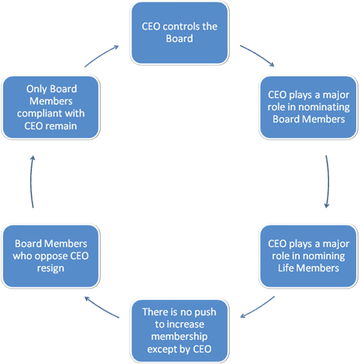 CEO controls the
Board
CEO plays a major
role in nominating
Board Members
CEO plays a major
role in nomining
Life Members
There is no push
to increase
membership
except by CEO
Board Members
who oppose CEO
resign
Only Board
Members
compliant with
CEO remain